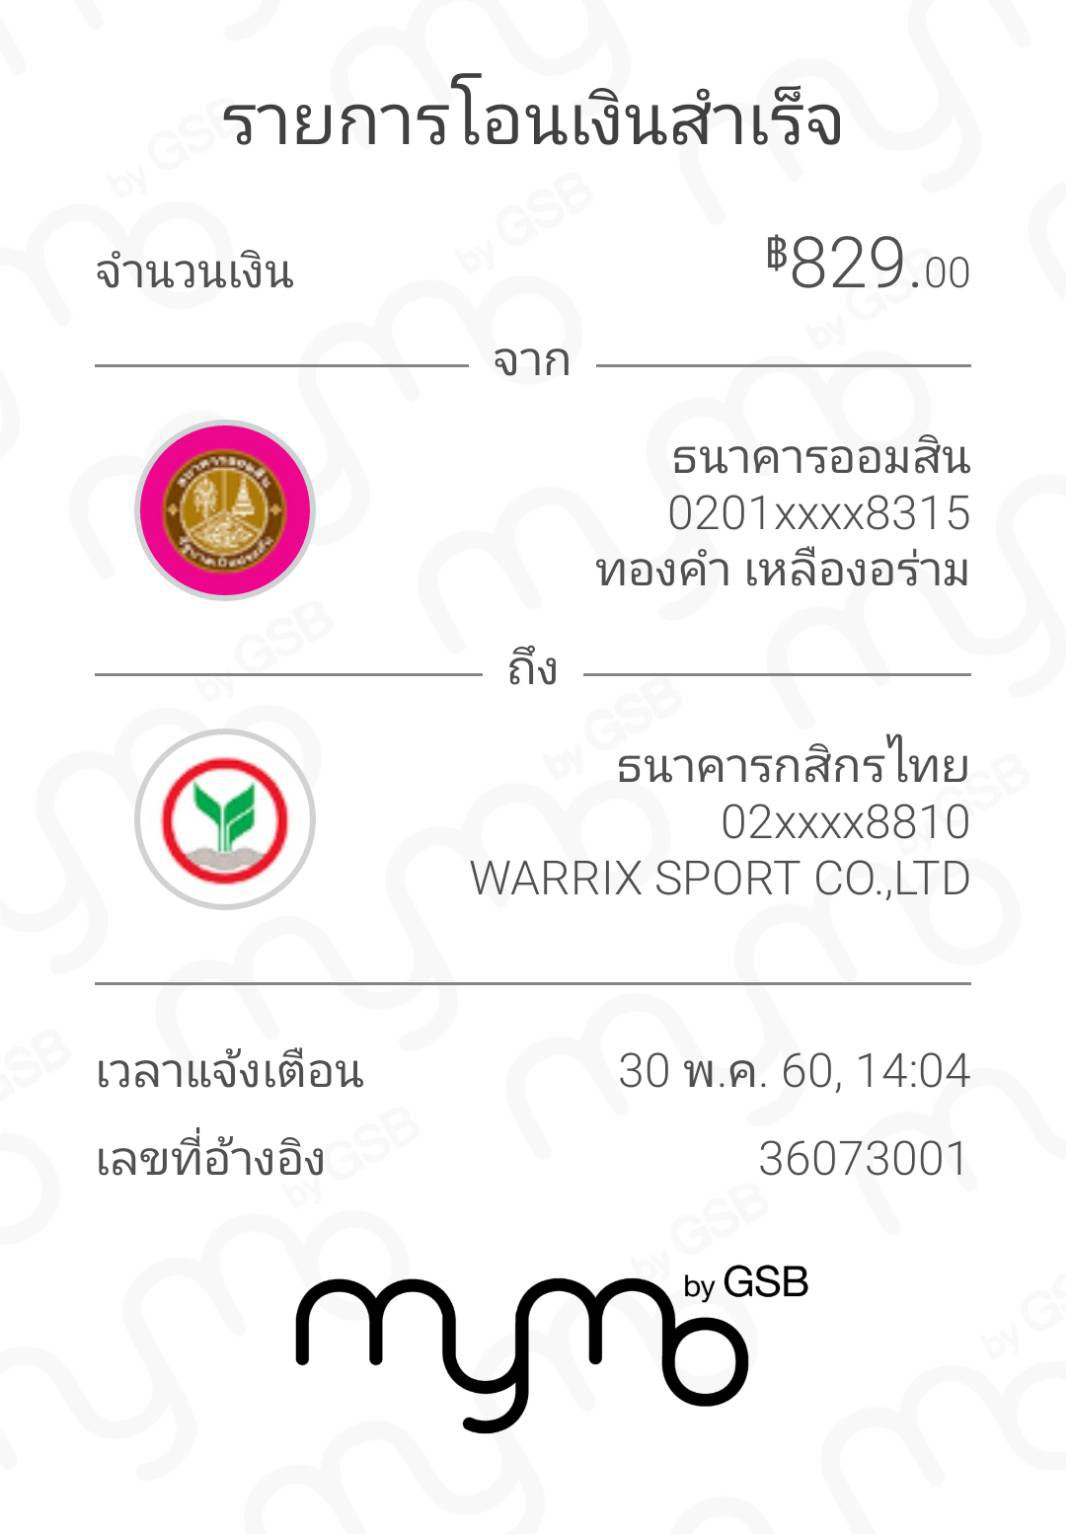 รายการโอนเงินสำเร็จ
จำนวนเงิน ฿829.00
จาก
ธนาคารออมสิน
0201xxxx8315
ทองคำ เหลืองอร่าม
ถึง
ธนาคารกสิกรไทย
02xxxx8810
WARRIX SPORT CO.,LTD
เวลาแจ้งเตือน 30 พ.ค. 60, 14:04
เลขที่อ้างอิง 36073001
mymo by GSB